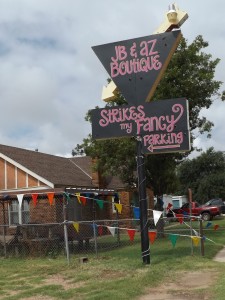 JB & AZ
BOUTIQUE
STRIKES
my FANCY
PARKING